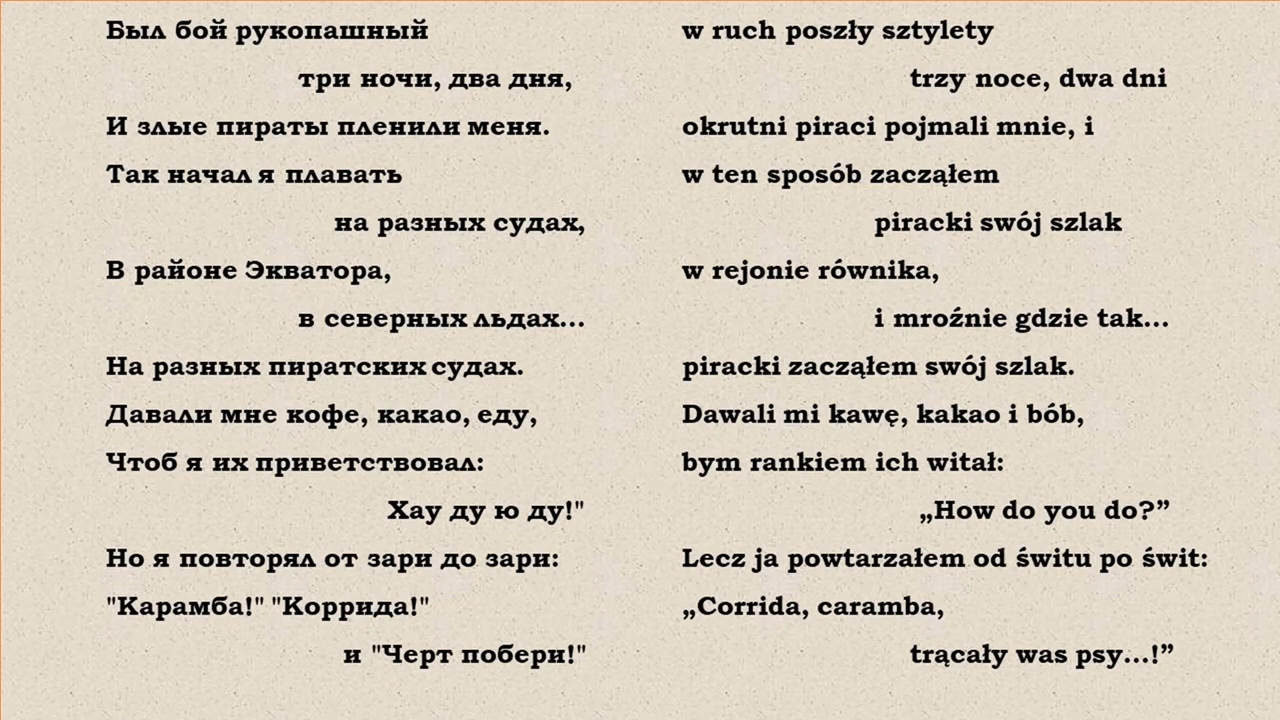 Был бой рукопашный
три ночи, два дня,
И злые пираты пленили меня.
Так начал я плавать
на разных судах,
В районе Экватора,
в северных льдах...
На разных пиратских судах.
Давали мне кофе, какао, еду,
Чтоб я их приветствовал:
Хау ду ю ду!"
Но я повторял от зари до зари:
"Карамба!" "Коррида!"
и "Черт побери!"
w ruch poszły sztylety
trzy noce, dwa dni
okrutni piraci pojmali mnie, i
w ten sposób zacząłem
piracki swój szlak
w rejonie równika,
i mroźnie gdzie tak...
piracki zacząłem swój szlak.
Dawali mi kawę, kakao i bób,
bym rankiem ich witał:
„How do you do?”
Lecz ja powtarzałem od świtu po świt:
„Corrida, caramba,
trącały was psy...!”